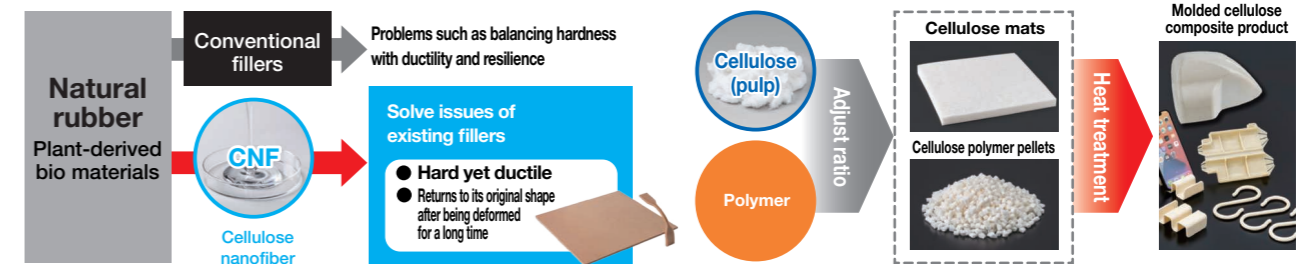 Natural
rubber
Plant-derived
bio materials
Conventional
fillers
Problems such as balancing hardness
with ductility and resilience
CNF
Cellulose
nanofiber
Solve issues of
existing fillers
● Hard yet ductile
● Returns to its original shape
after being deformed
for a long time
Cellulose
(pulp)
Polymer
Adjust ratio
Cellulose mats
Cellulose polymer pellets
Heat treatment
Molded cellulose
composite product